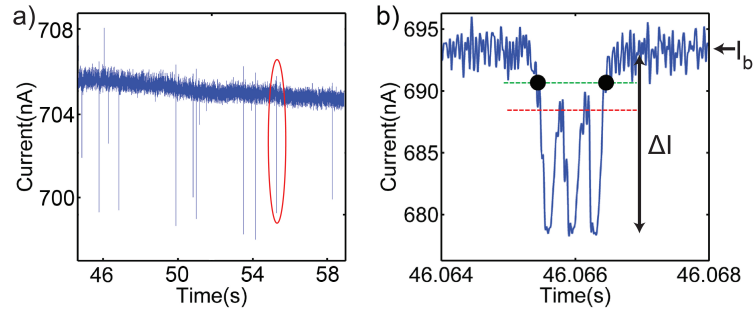 a)
708
704
700
Current(nA)
46 50 54 58
Time(s)
b)
695
690
685
680
Current(nA)
I_b
ΔI
46.064 46.066 46.068
Time(s)